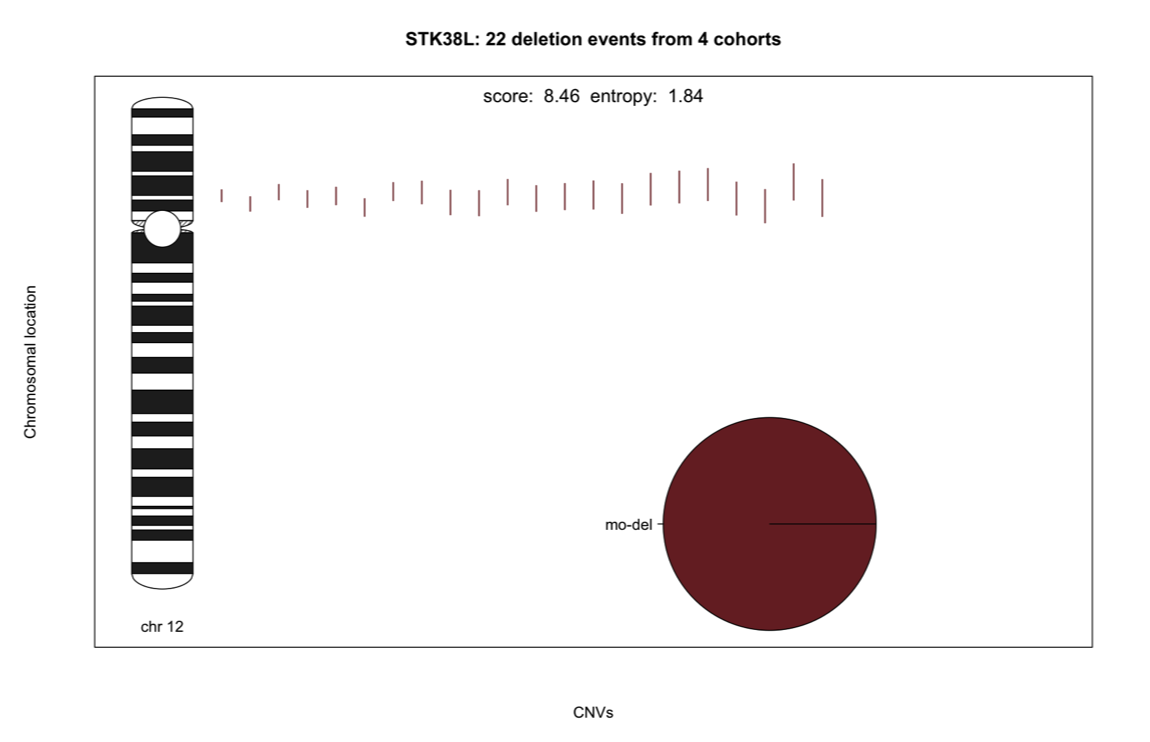 STK38L: 22 deletion events from 4 cohorts
score: 8.46 entropy: 1.84
Chromosomal location
mo-del
chr 12
CNVs